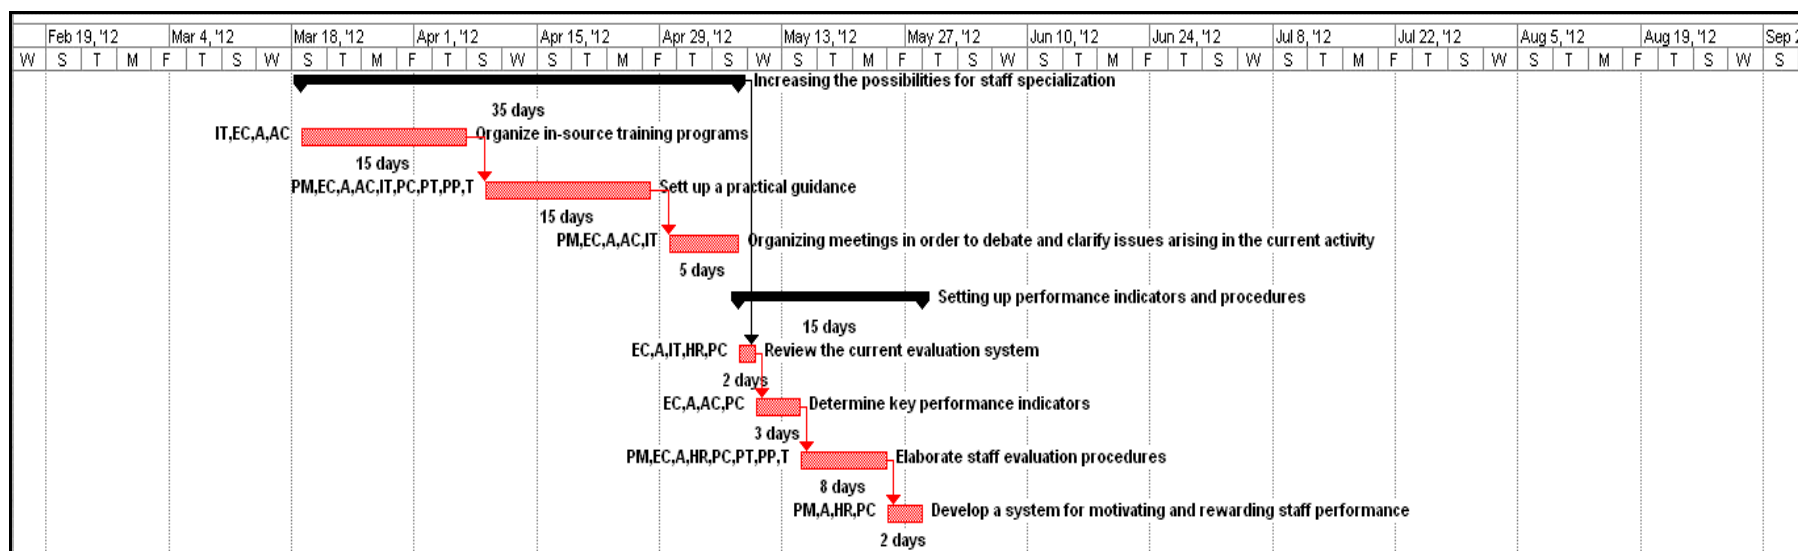 Feb 19, '12 Mar 4, '12 Mar 18, '12 Apr 1, '12 Apr 15, '12 Apr 29, '12 May 13, '12 May 27, '12 Jun 10, '12 Jun 24, '12 Jul 8, '12 Jul 22, '12 Aug 5, '12 Aug 19, '12 Sep 2
W S T M F T S W S T M F T S W S T M F T S W S T M F T S W S T M F T S W S T M F T S W S T M F T S W S
Increasing the possibilities for staff specialization
35 days
IT,EC,A,AC Organize in-source training programs
15 days
PM,EC,A,AC,IT,PC,PT,PP,T Sett up a practical guidance
15 days
PM,EC,A,AC,IT Organizing meetings in order to debate and clarify issues arising in the current activity
5 days
Setting up performance indicators and procedures
15 days
EC,A,IT,HR,PC Review the current evaluation system
2 days
EC,A,AC,PC Determine key performance indicators
3 days
PM,EC,A,HR,PC,PT,PP,T Elaborate staff evaluation procedures
8 days
PM,A,HR,PC Develop a system for motivating and rewarding staff performance
2 days